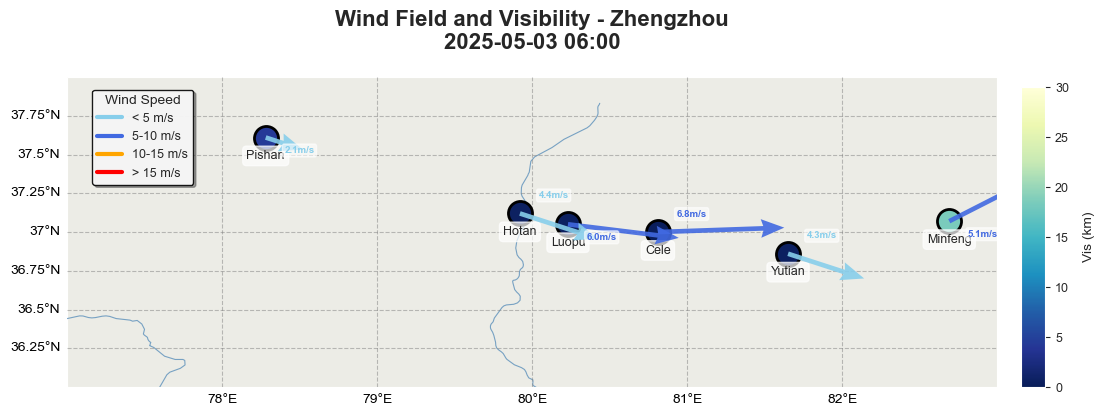 Wind Field and Visibility - Zhengzhou
2025-05-03 06:00
Wind Speed
< 5 m/s
5-10 m/s
10-15 m/s
> 15 m/s
37.75°N
37.5°N
37.25°N
37°N
36.75°N
36.5°N
36.25°N
78°E
79°E
80°E
81°E
82°E
Pishan
2.1m/s
Hotan
4.4m/s
Luopu
6.0m/s
Cele
6.8m/s
Yutian
4.3m/s
Minfeng
5.1m/s
30
25
20
15
10
5
0
Vis (km)